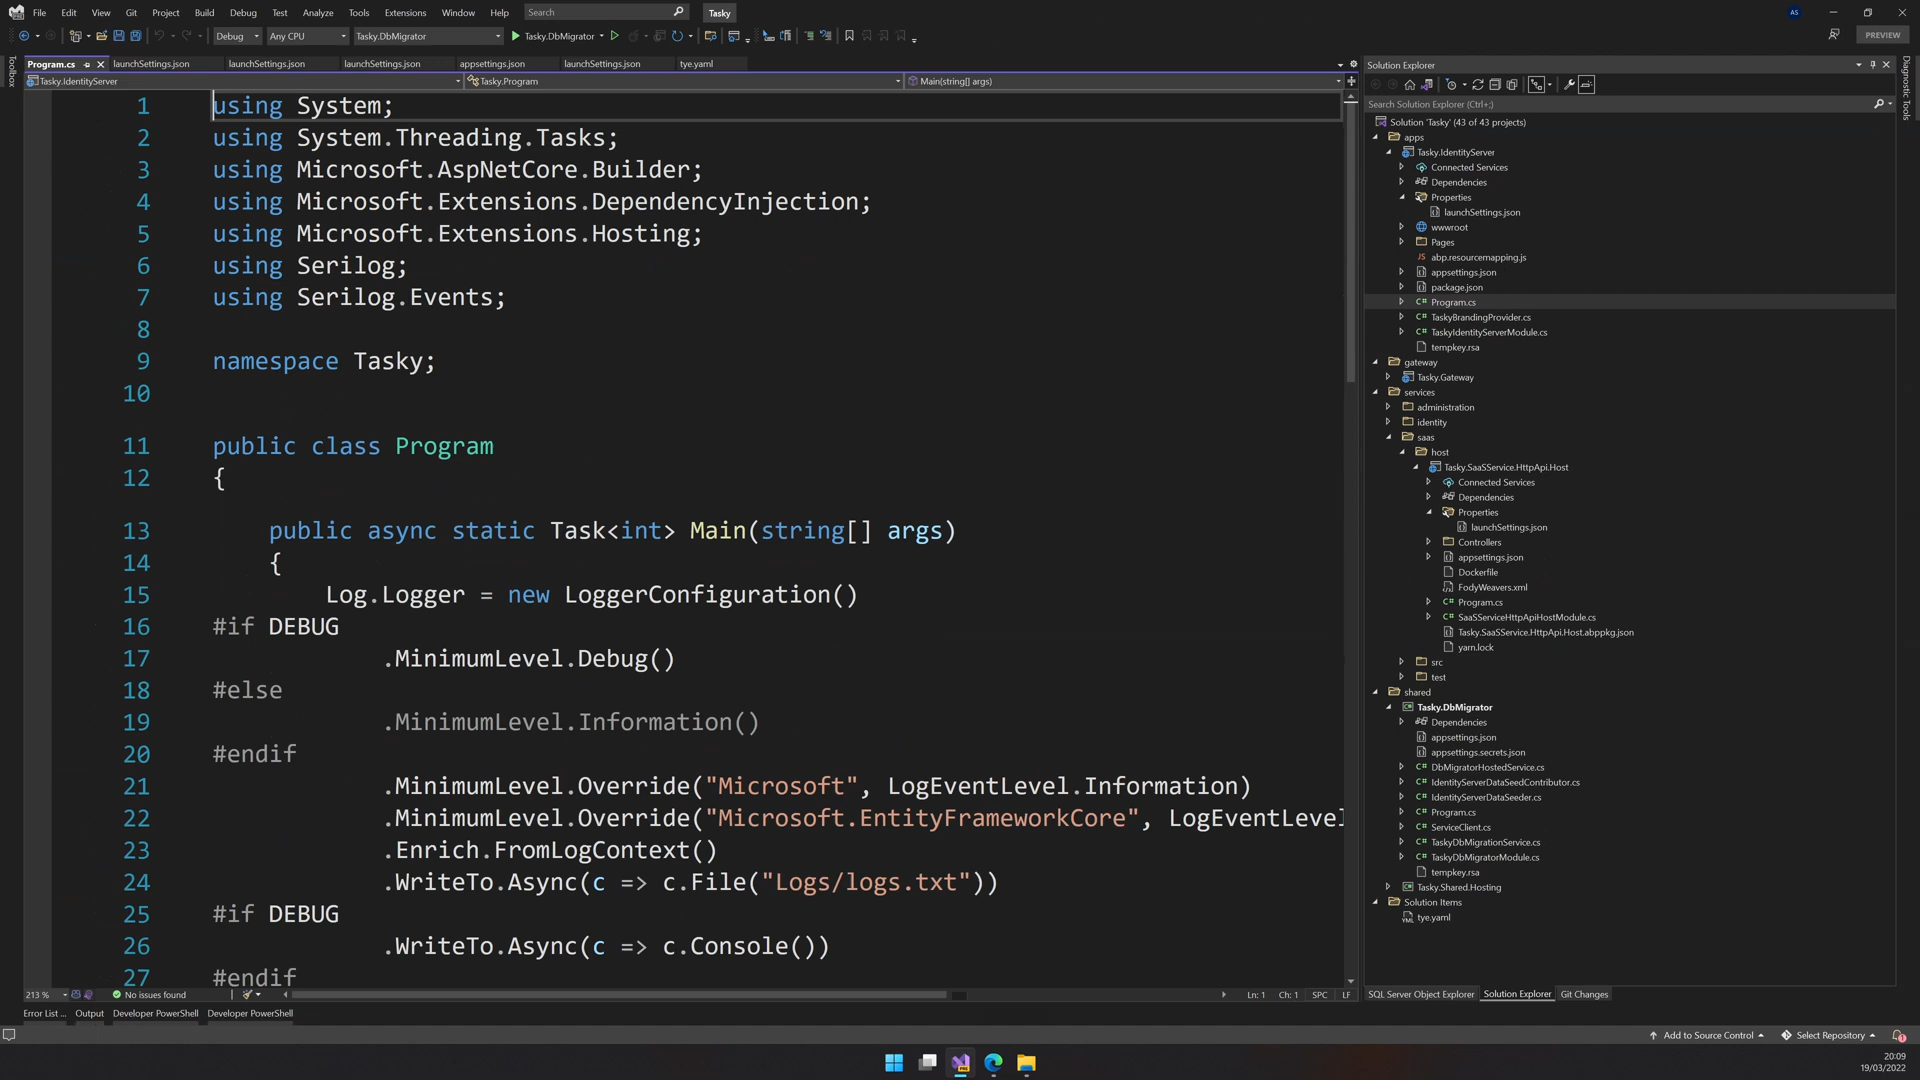 File Edit View Git Project Build Debug Test Analyze Tools Extensions Window Help Search Tasky AS
Debug Any CPU Tasky.DbMigrator Tasky.DbMigrator PREVIEW
Toolbox
Program.cs launchSettings.json launchSettings.json launchSettings.json appsettings.json launchSettings.json tye.yaml
Tasky.IdentityServer Tasky.Program Main(string[] args)
1 using System;
2 using System.Threading.Tasks;
3 using Microsoft.AspNetCore.Builder;
4 using Microsoft.Extensions.DependencyInjection;
5 using Microsoft.Extensions.Hosting;
6 using Serilog;
7 using Serilog.Events;
8
9 namespace Tasky;
10
11 public class Program
12 {
13 public async static Task<int> Main(string[] args)
14 {
15 Log.Logger = new LoggerConfiguration()
16 #if DEBUG
17 .MinimumLevel.Debug()
18 #else
19 .MinimumLevel.Information()
20 #endif
21 .MinimumLevel.Override("Microsoft", LogEventLevel.Information)
22 .MinimumLevel.Override("Microsoft.EntityFrameworkCore", LogEventLevel
23 .Enrich.FromLogContext()
24 .WriteTo.Async(c => c.File("Logs/logs.txt"))
25 #if DEBUG
26 .WriteTo.Async(c => c.Console())
27 #endif
213 % No issues found Ln: 1 Ch: 1 SPC LF
Error List ... Output Developer PowerShell Developer PowerShell
Solution Explorer
Search Solution Explorer (Ctrl+;)
Solution 'Tasky' (43 of 43 projects)
apps
Tasky.IdentityServer
Connected Services
Dependencies
Properties
launchSettings.json
wwwroot
Pages
JS abp.resourcemapping.js
appsettings.json
package.json
C# Program.cs
C# TaskyBrandingProvider.cs
C# TaskyIdentityServerModule.cs
tempkey.rsa
gateway
Tasky.Gateway
services
administration
identity
saas
host
Tasky.SaaSService.HttpApi.Host
Connected Services
Dependencies
Properties
launchSettings.json
Controllers
appsettings.json
Dockerfile
FodyWeavers.xml
C# Program.cs
C# SaaSServiceHttpApiHostModule.cs
Tasky.SaaSService.HttpApi.Host.abppkg.json
yarn.lock
src
test
shared
Tasky.DbMigrator
Dependencies
appsettings.json
appsettings.secrets.json
C# DbMigratorHostedService.cs
C# IdentityServerDataSeedContributor.cs
C# IdentityServerDataSeeder.cs
C# Program.cs
C# ServiceClient.cs
C# TaskyDbMigrationService.cs
C# TaskyDbMigratorModule.cs
tempkey.rsa
Tasky.Shared.Hosting
Solution Items
YML tye.yaml
SQL Server Object Explorer Solution Explorer Git Changes
Diagnostic Tools
Add to Source Control Select Repository 1
20:09
19/03/2022